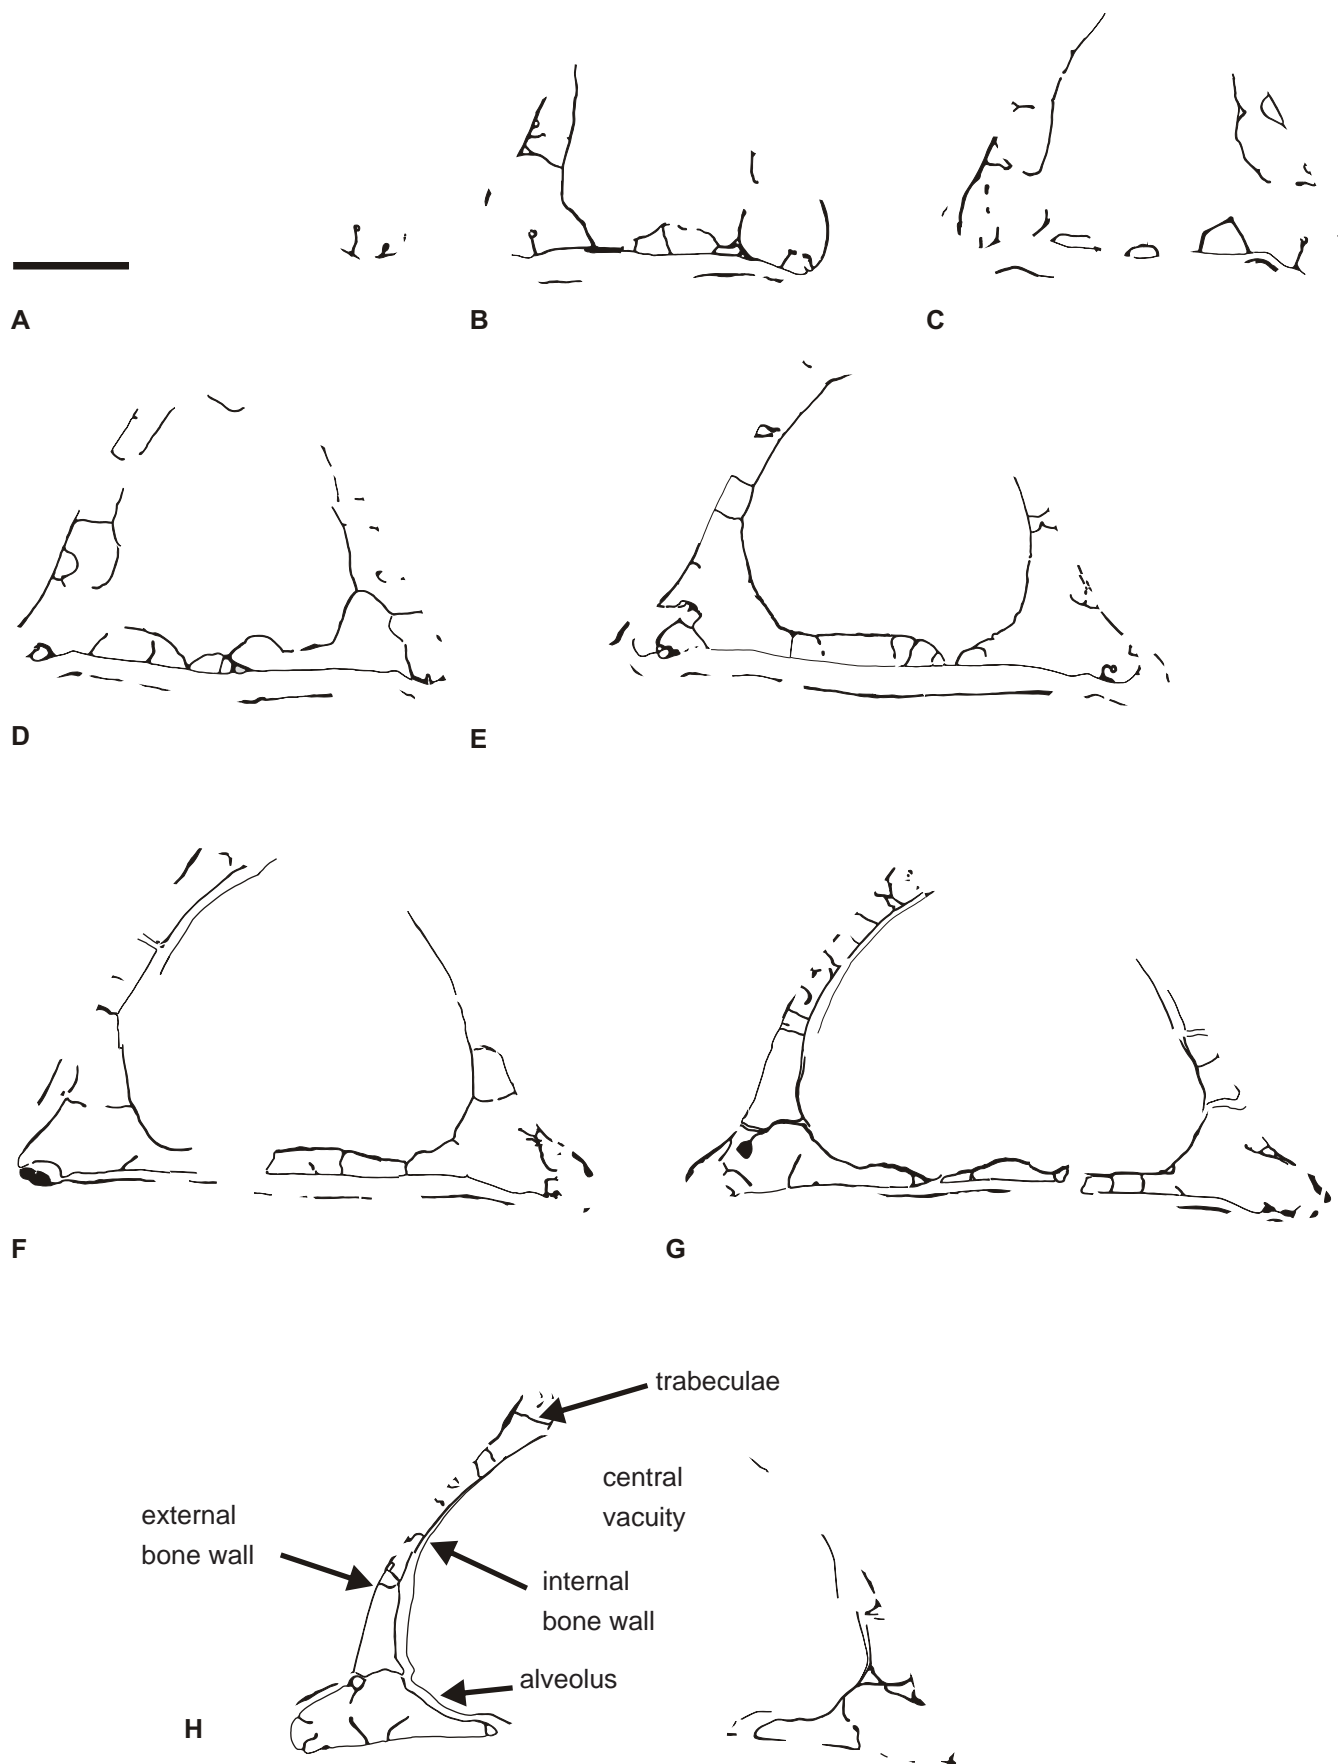 A
B
C
D
E
F
G
trabeculae
central
vacuity
external
bone wall
internal
bone wall
alveolus
H